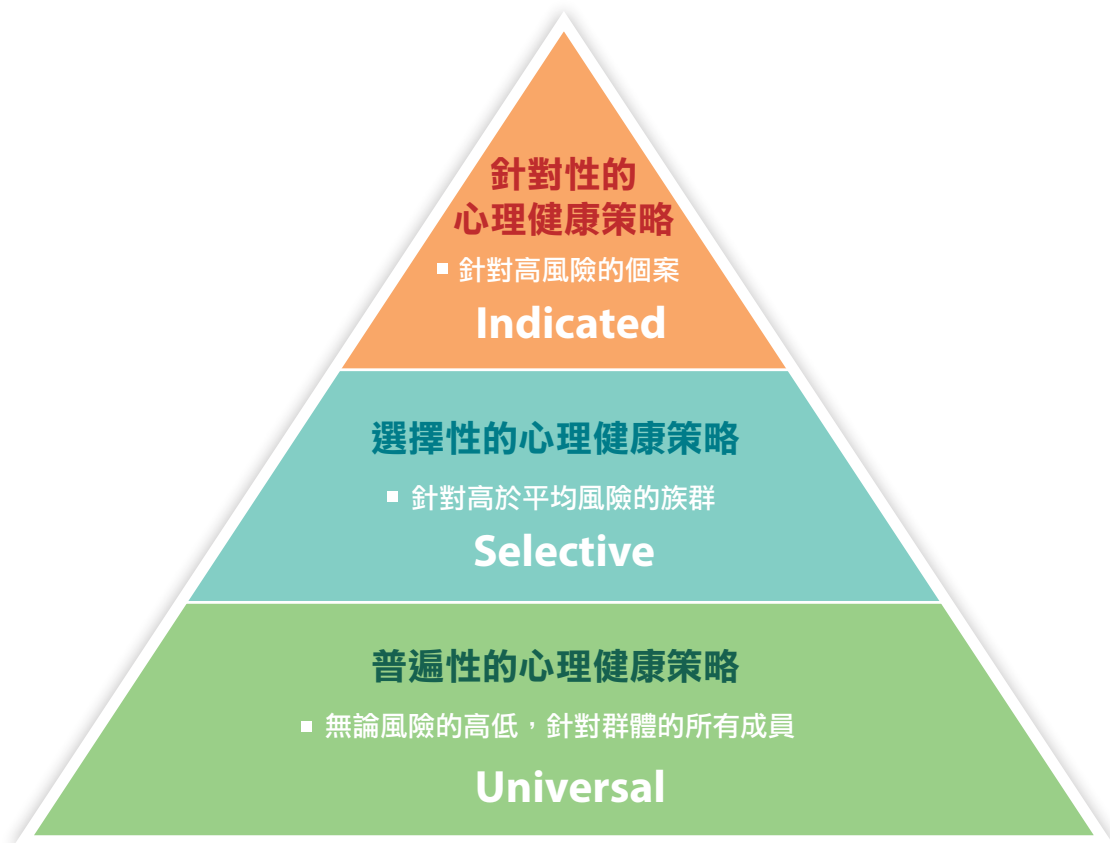 針對性的
心理健康策略
▪ 針對高風險的個案
Indicated
選擇性的心理健康策略
▪ 針對高於平均風險的族群
Selective
普遍性的心理健康策略
▪ 無論風險的高低，針對群體的所有成員
Universal